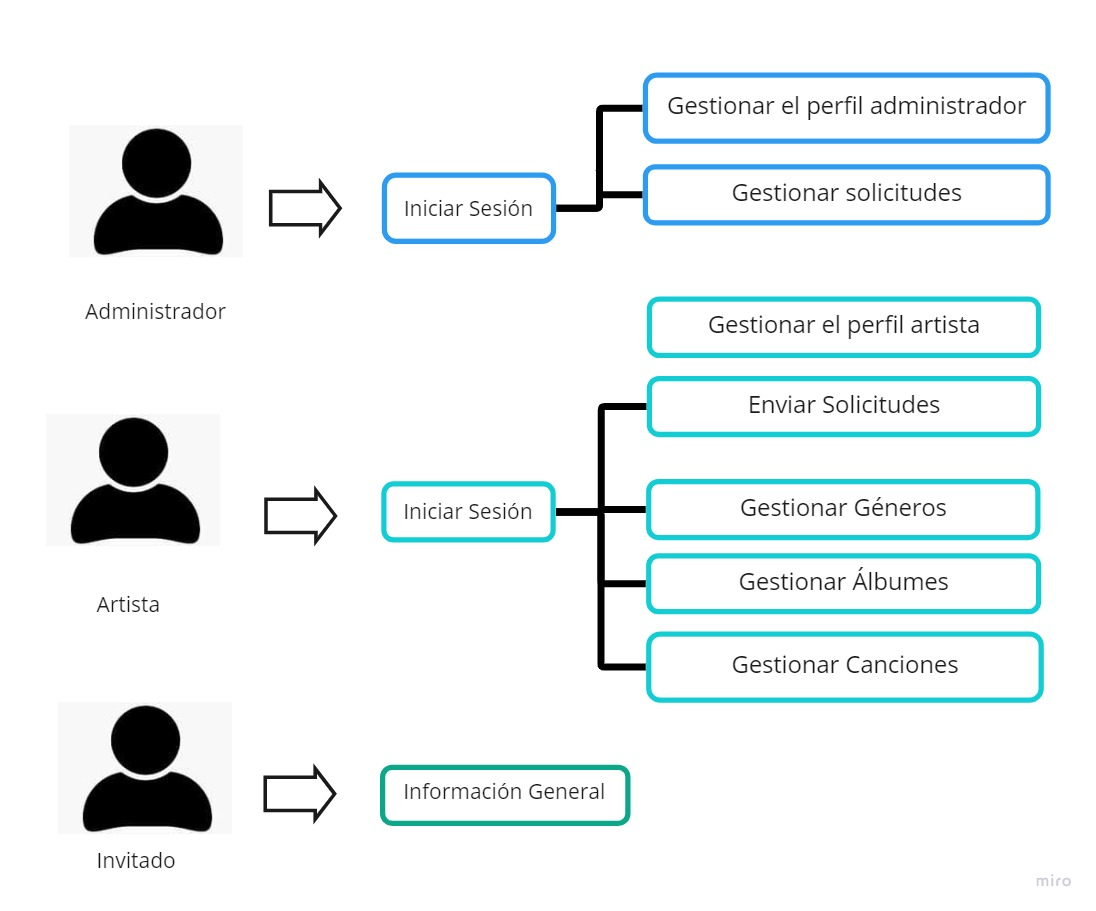 Gestionar el perfil administrador
Gestionar solicitudes
Iniciar Sesión
Administrador
Gestionar el perfil artista
Enviar Solicitudes
Gestionar Géneros
Iniciar Sesión
Gestionar Álbumes
Artista
Gestionar Canciones
Información General
Invitado
miro